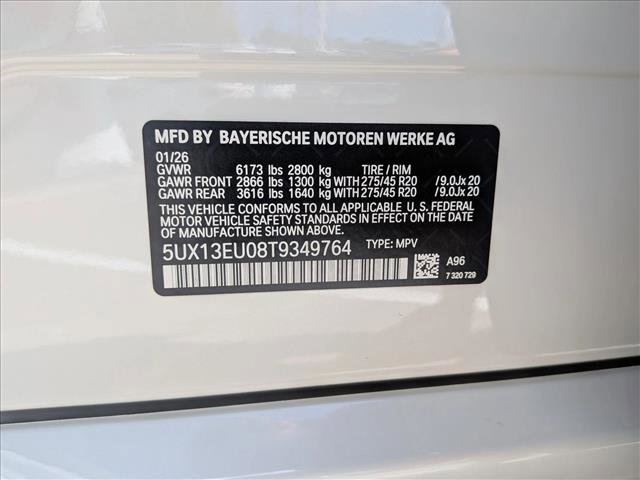 MFD BY BAYERISCHE MOTOREN WERKE AG
01/26
GVWR 6173 lbs 2800 kg TIRE / RIM
GAWR FRONT 2866 lbs 1300 kg WITH 275/45 R20 /9.0Jx 20
GAWR REAR 3616 lbs 1640 kg WITH 275/45 R20 /9.0Jx 20
THIS VEHICLE CONFORMS TO ALL APPLICABLE U. S. FEDERAL
MOTOR VEHICLE SAFETY STANDARDS IN EFFECT ON THE DATE OF
MANUFACTURE SHOWN ABOVE.
5UX13EU08T9349764 TYPE: MPV
A96
7 320 729